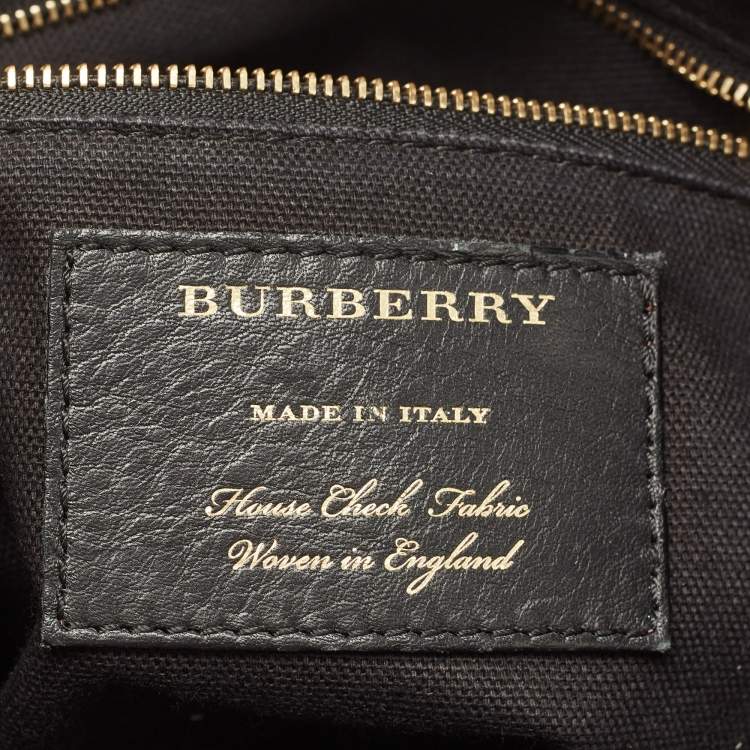 BURBERRY
MADE IN ITALY
House Check Fabric
Woven in England